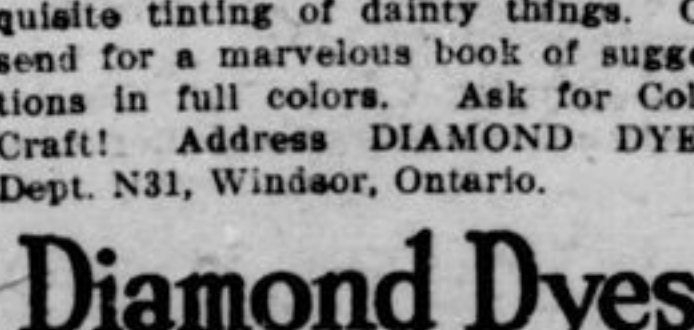 quisite tinting of dainty things.
send for a marvelous book of sugge
tions in full colors. Ask for Col
Craft! Address DIAMOND DYE
Dept. N31, Windsor, Ontario.
Diamond Dyes